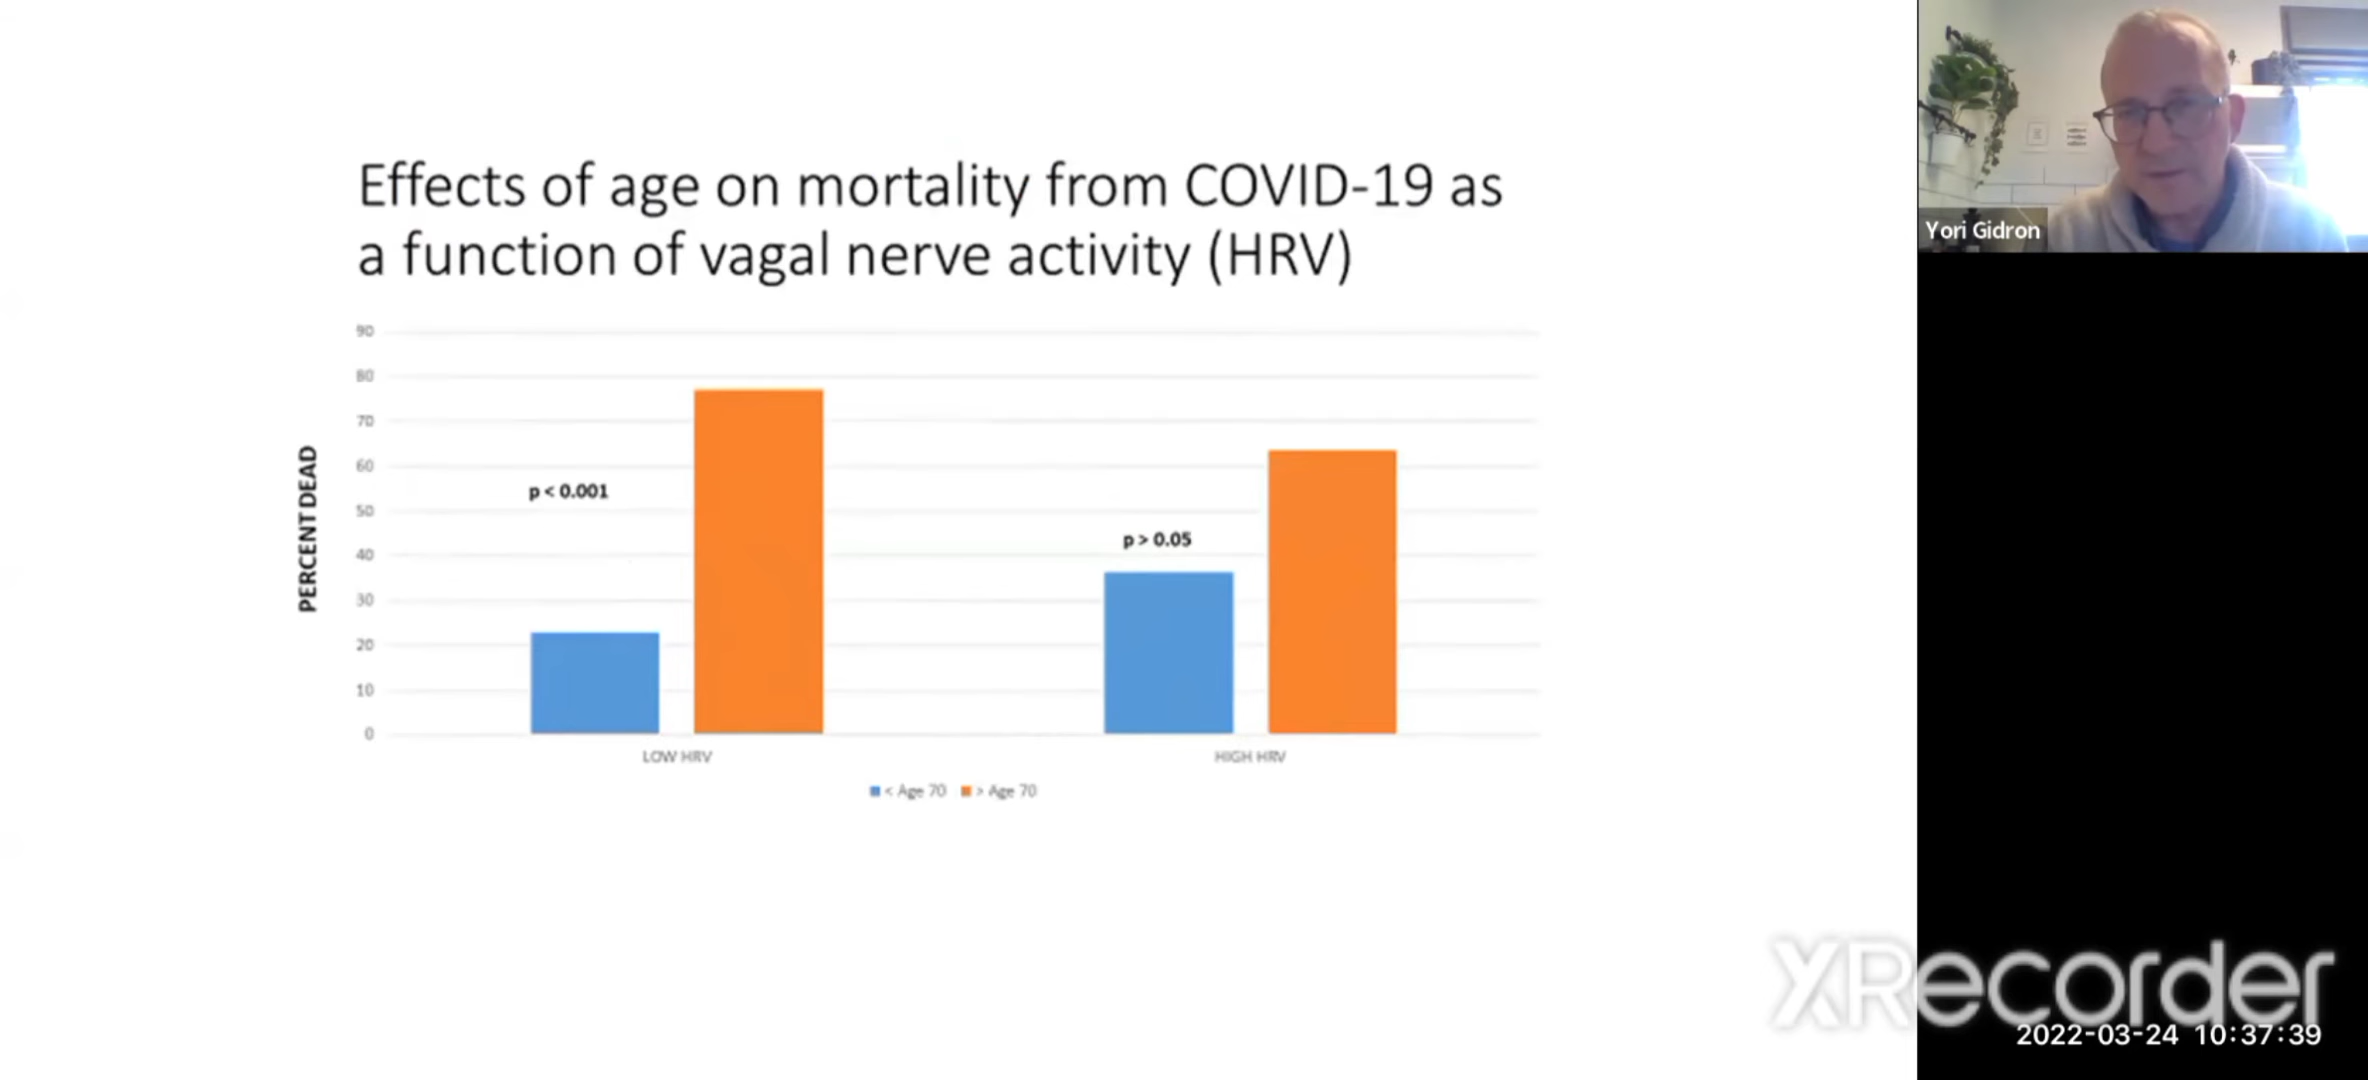 Effects of age on mortality from COVID-19 as
a function of vagal nerve activity (HRV)
90
80
70
60
50
40
30
20
10
0
PERCENT DEAD
p < 0.001
p > 0.05
LOW HRV
HIGH HRV
< Age 70 > Age 70
Yori Gidron
XRecorder
2022-03-24 10:37:39